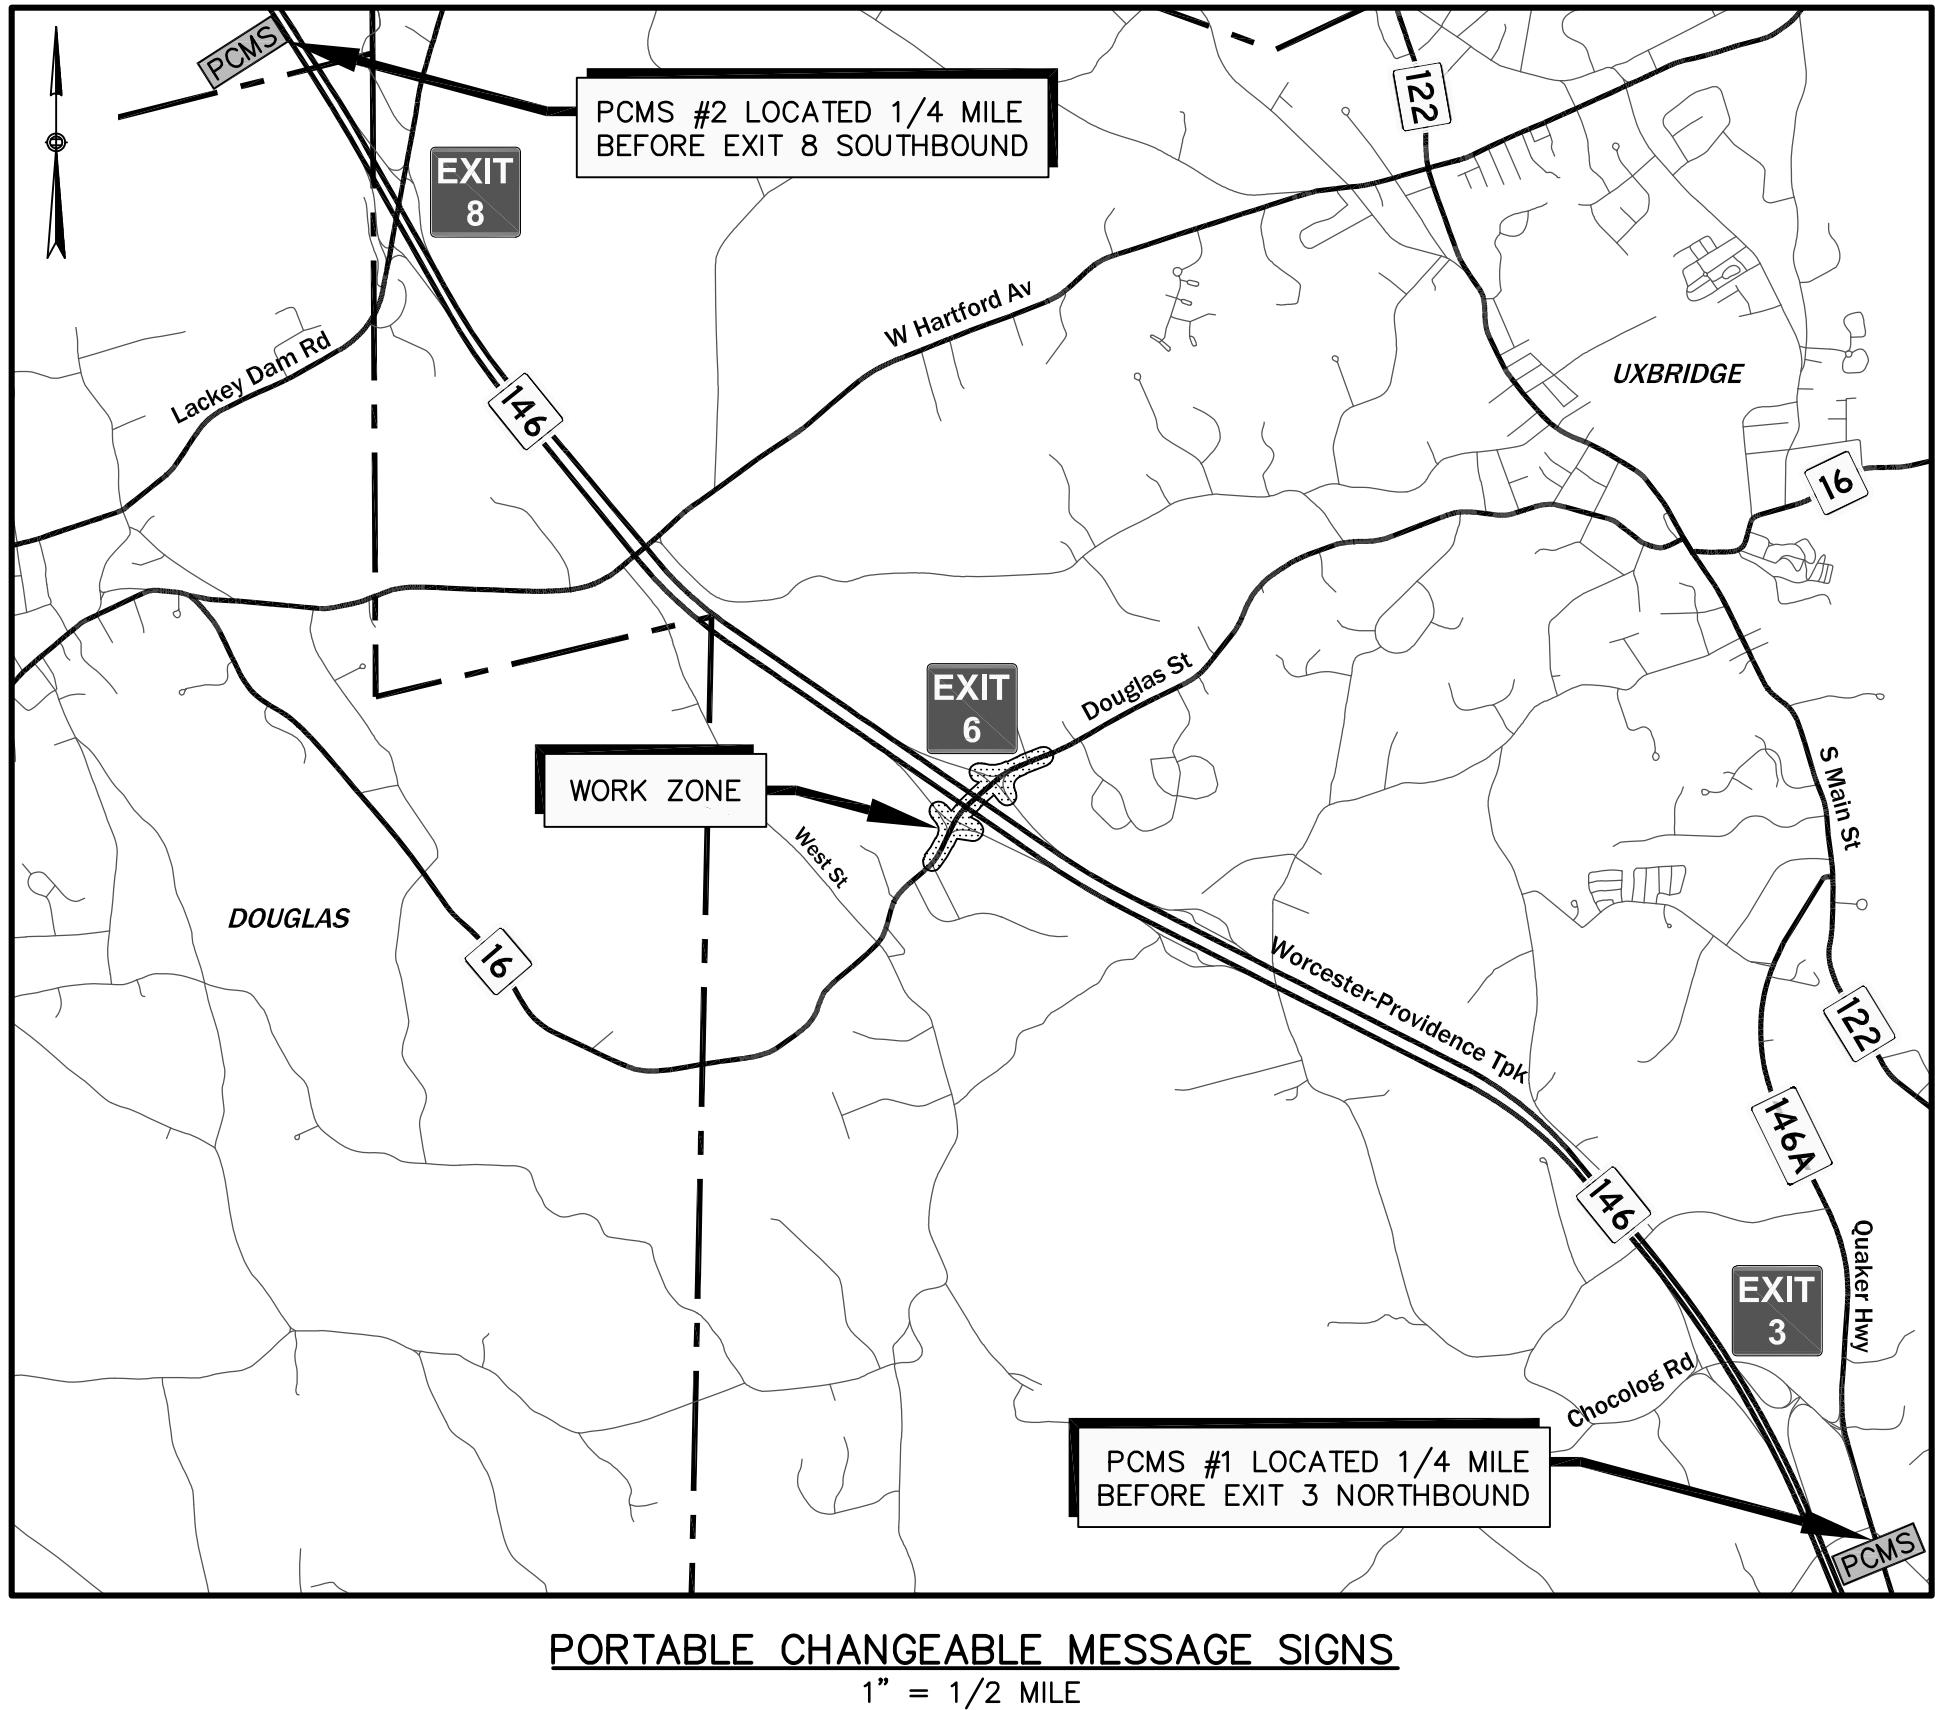 PCMS
PCMS #2 LOCATED 1/4 MILE
BEFORE EXIT 8 SOUTHBOUND
122
EXIT
8
W Hartford Av
Lackey Dam Rd
UXBRIDGE
146
16
EXIT
6
Douglas St
WORK ZONE
S Main St
West St
DOUGLAS
16
Worcester-Providence Tpk
122
146A
146
Quaker Hwy
EXIT
3
Chocolog Rd
PCMS #1 LOCATED 1/4 MILE
BEFORE EXIT 3 NORTHBOUND
PCMS
PORTABLE CHANGEABLE MESSAGE SIGNS
1" = 1/2 MILE